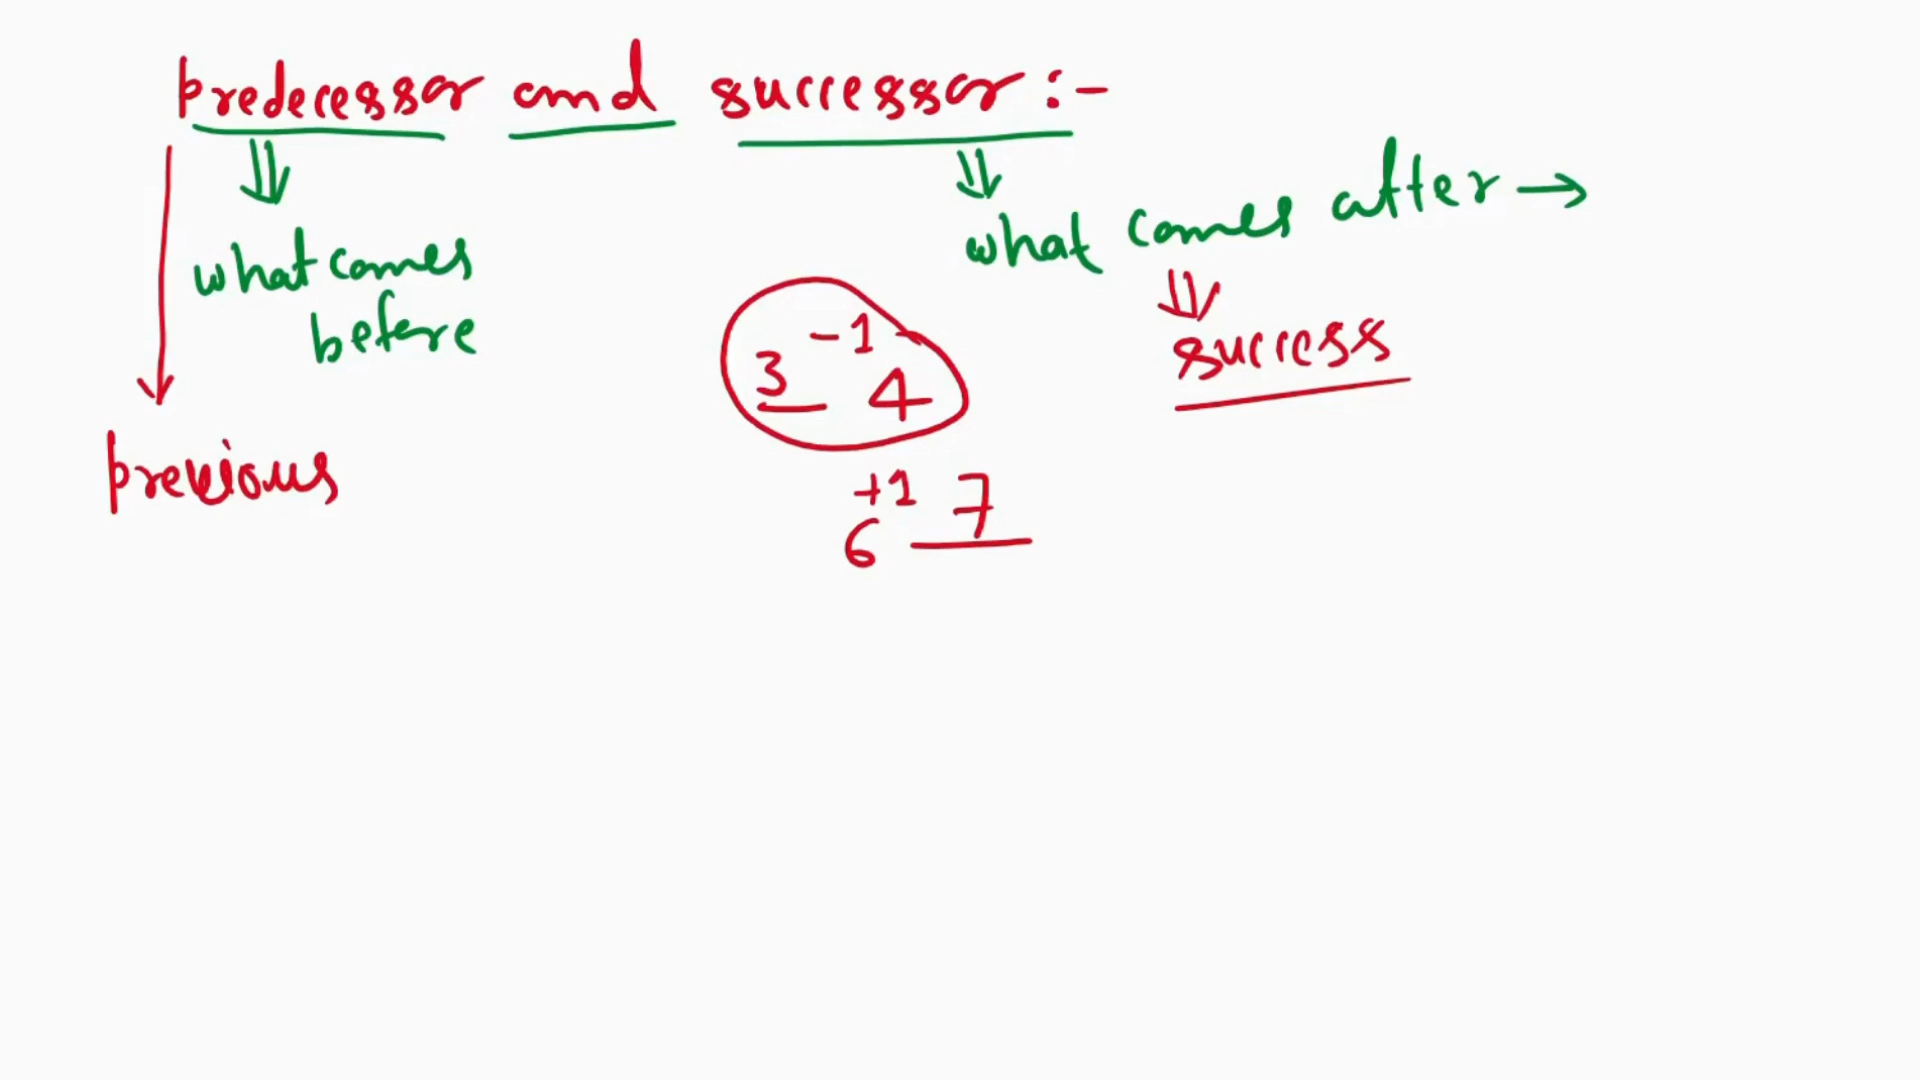 predecessor and successor :-
what comes
before
previous
what comes after →
success
-1
3 4
+1 7
6